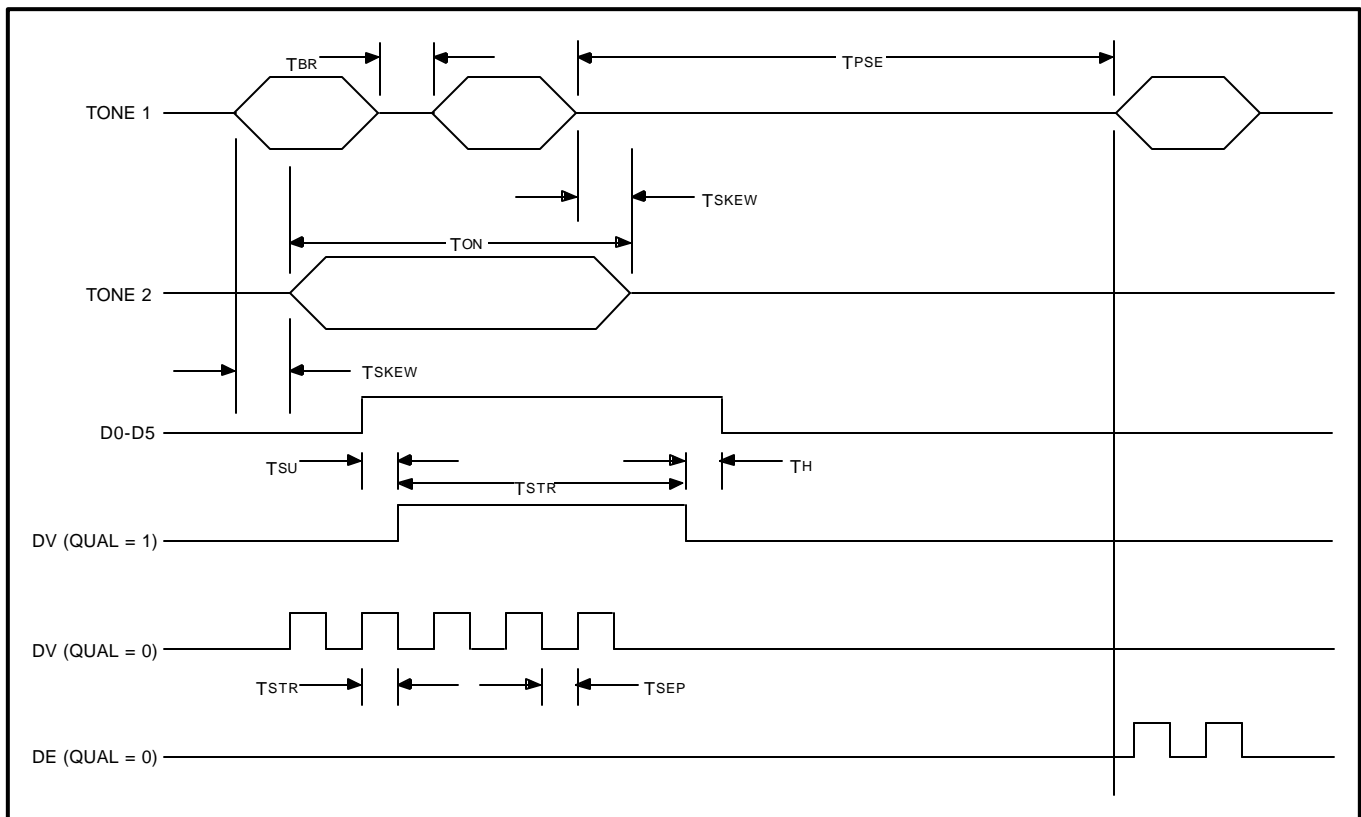 TBR
TPSE
TONE 1
TSKEW
TON
TONE 2
TSKEW
D0-D5
TSU
TH
TSTR
DV (QUAL = 1)
DV (QUAL = 0)
TSTR
TSEP
DE (QUAL = 0)